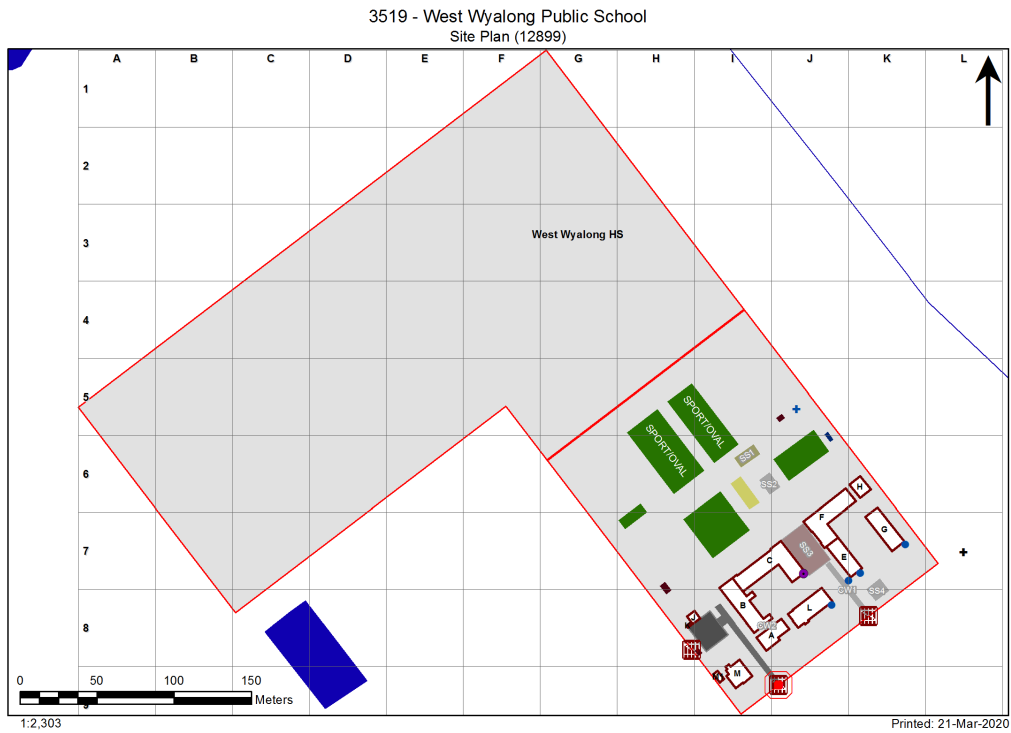 3519 - West Wyalong Public School
Site Plan (12899)
A B C D E F G H I J K L
1
2
3
West Wyalong HS
4
5
SPORT/OVAL
SPORT/OVAL
SS1
6
SS2
H
F
G
7
SS3
E
C
CW1
SS4
B
L
J
8
CW2
A
M
0 50 100 150
Meters
9
1:2,303
Printed: 21-Mar-2020